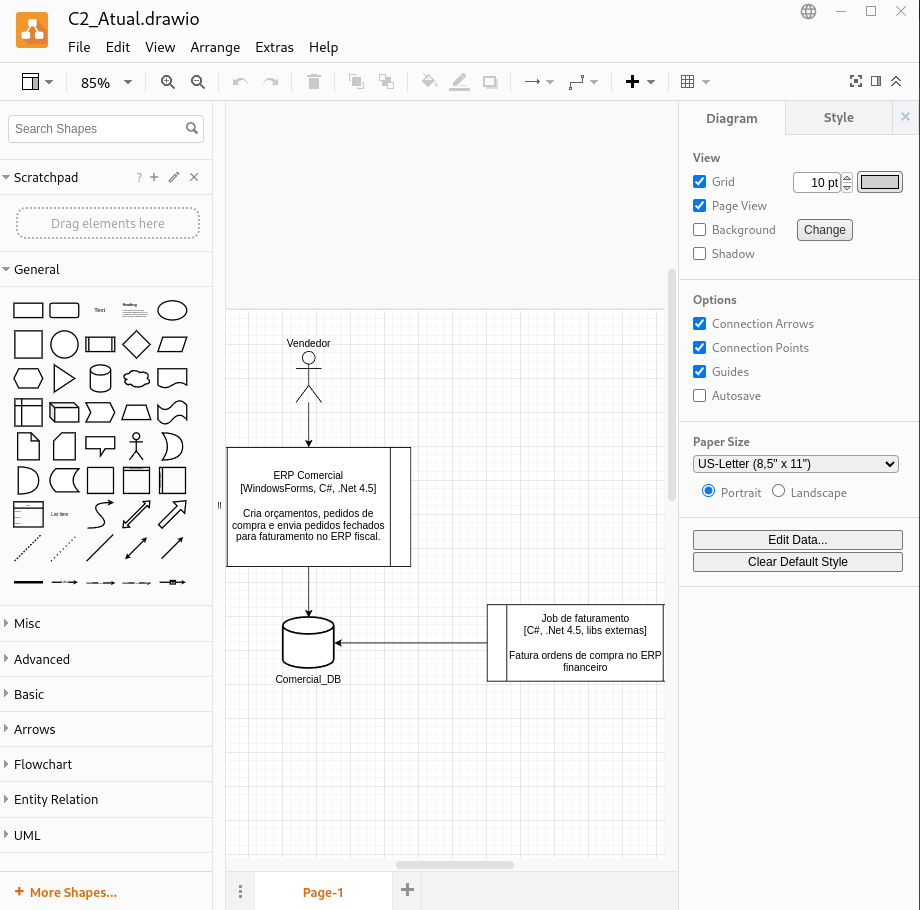 C2_Atual.drawio
File Edit View Arrange Extras Help
85%
Search Shapes
Scratchpad
?
Drag elements here
General
Text
Heading
List Item
Misc
Advanced
Basic
Arrows
Flowchart
Entity Relation
UML
+ More Shapes...
Vendedor
ERP Comercial
[WindowsForms, C#, .Net 4.5]
Cria orçamentos, pedidos de
compra e envia pedidos fechados
para faturamento no ERP fiscal.
Comercial_DB
Job de faturamento
[C#, .Net 4.5, libs externas]
Fatura ordens de compra no ERP
financeiro
Page-1
Diagram
Style
View
Grid
10 pt
Page View
Background
Change
Shadow
Options
Connection Arrows
Connection Points
Guides
Autosave
Paper Size
US-Letter (8,5" x 11")
Portrait
Landscape
Edit Data...
Clear Default Style